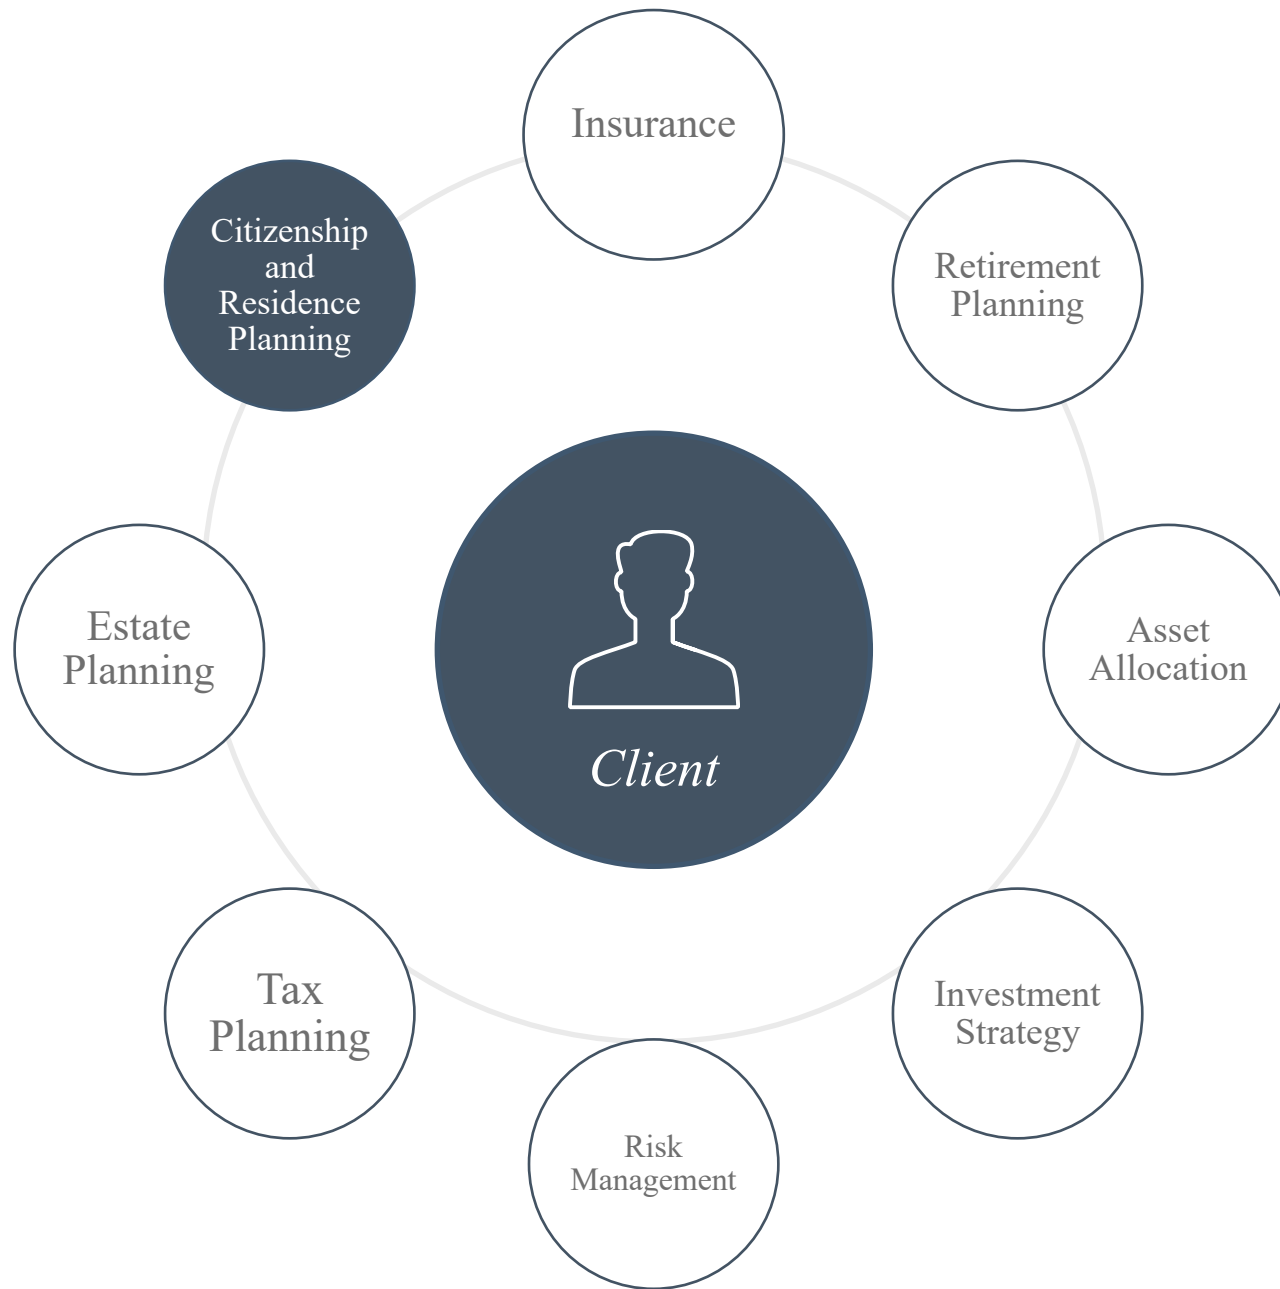 Insurance
Citizenship
and
Residence
Planning
Retirement
Planning
Estate
Planning
Client
Asset
Allocation
Tax
Planning
Investment
Strategy
Risk
Management